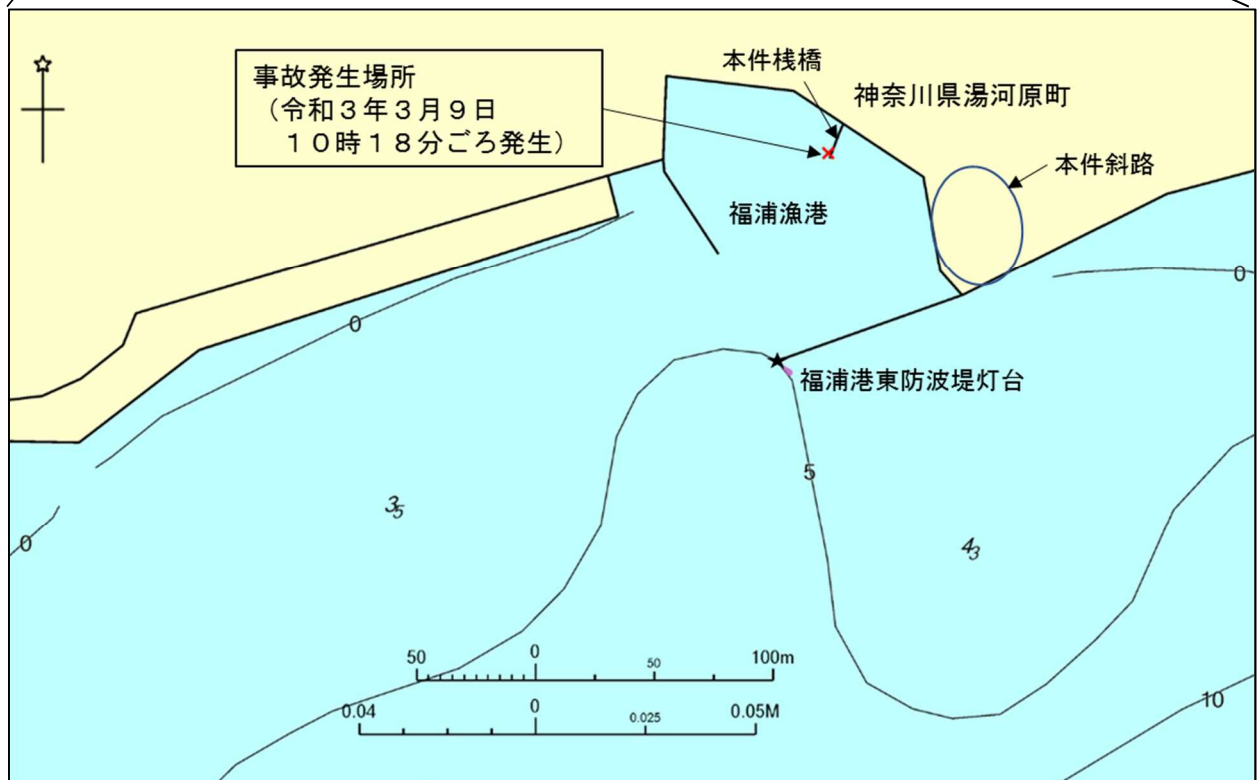 本件桟橋
事故発生場所
（令和３年３月９日
１０時１８分ごろ発生）
神奈川県湯河原町
本件斜路
福浦漁港
0
0
福浦港東防波堤灯台
5
3₅
4₃
0
50 0 50 100m
10
0.04 0 0.025 0.05M